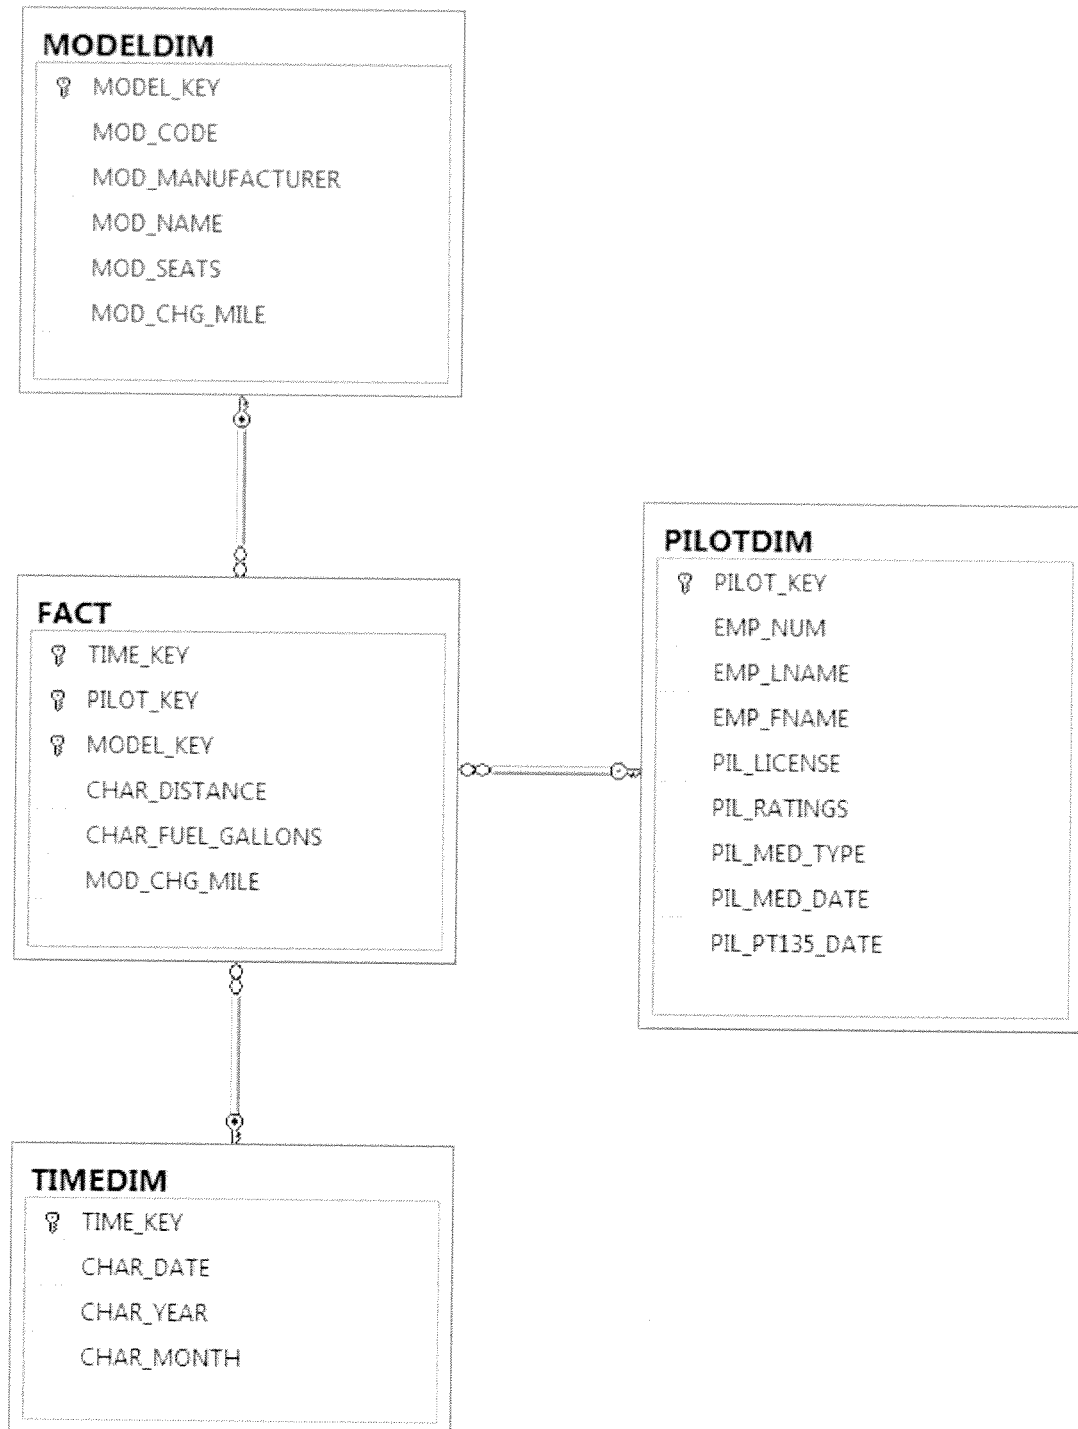 MODELDIM
MODEL_KEY
MOD_CODE
MOD_MANUFACTURER
MOD_NAME
MOD_SEATS
MOD_CHG_MILE
FACT
TIME_KEY
PILOT_KEY
MODEL_KEY
CHAR_DISTANCE
CHAR_FUEL_GALLONS
MOD_CHG_MILE
PILOTDIM
PILOT_KEY
EMP_NUM
EMP_LNAME
EMP_FNAME
PIL_LICENSE
PIL_RATINGS
PIL_MED_TYPE
PIL_MED_DATE
PIL_PT135_DATE
TIMEDIM
TIME_KEY
CHAR_DATE
CHAR_YEAR
CHAR_MONTH